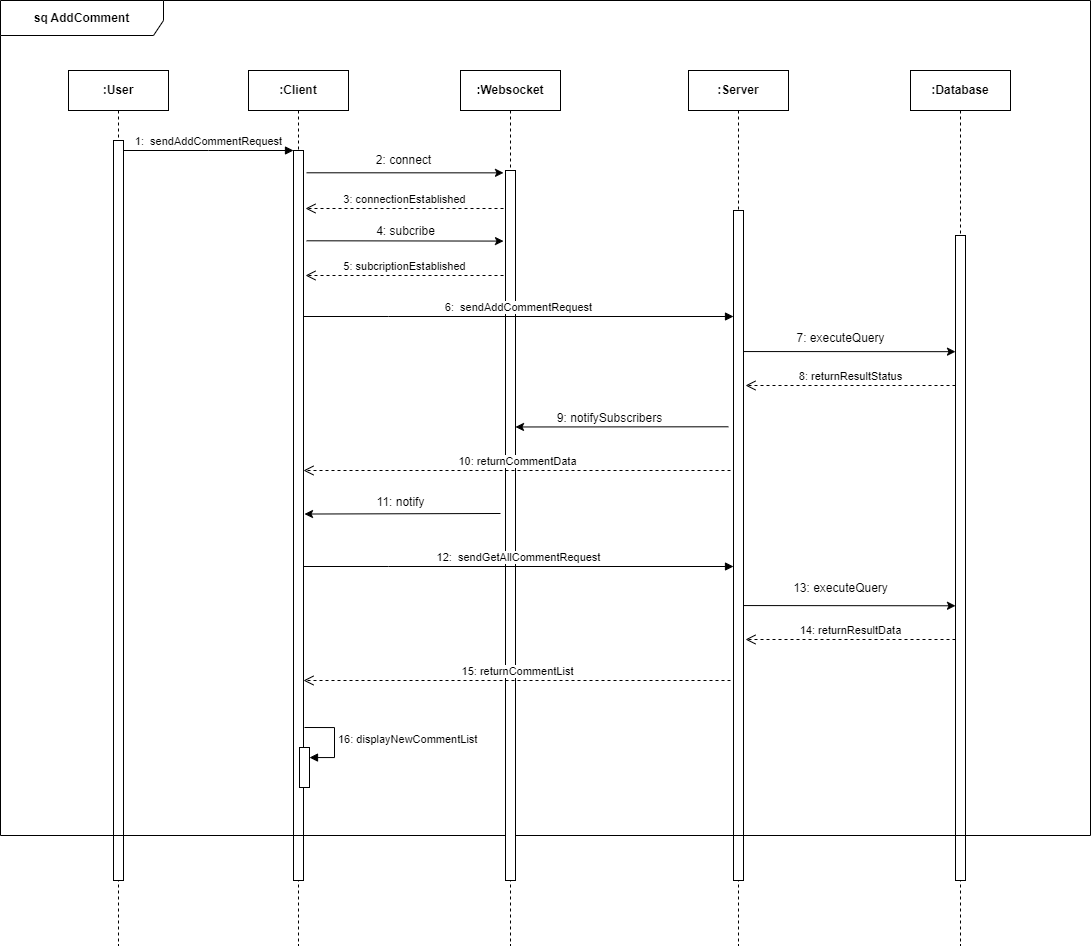 sq AddComment
:User
:Client
:Websocket
:Server
:Database
1: sendAddCommentRequest
2: connect
3: connectionEstablished
4: subcribe
5: subcriptionEstablished
6: sendAddCommentRequest
7: executeQuery
8: returnResultStatus
9: notifySubscribers
10: returnCommentData
11: notify
12: sendGetAllCommentRequest
13: executeQuery
14: returnResultData
15: returnCommentList
16: displayNewCommentList